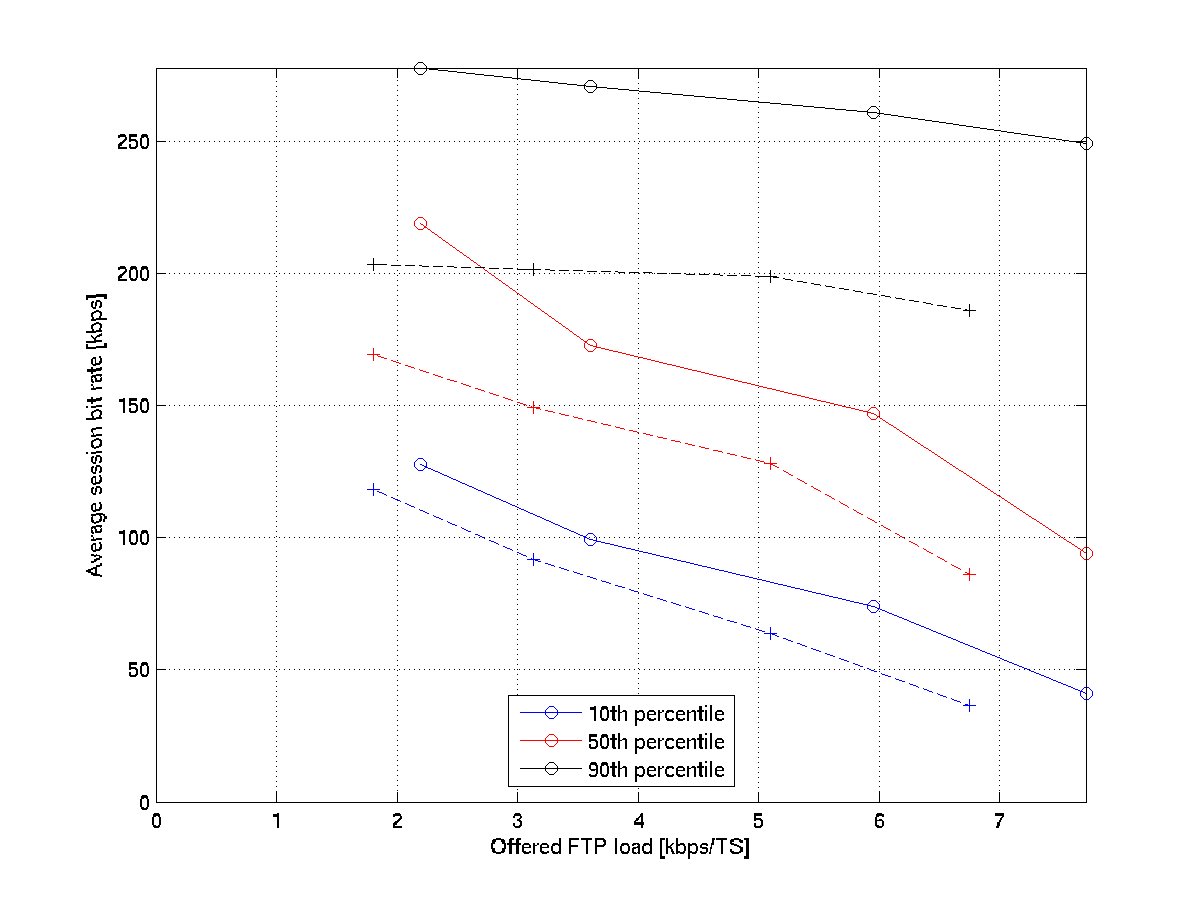 250
200
150
100
50
0
Average session bit rate [kbps]
10th percentile
50th percentile
90th percentile
0 1 2 3 4 5 6 7
Offered FTP load [kbps/TS]